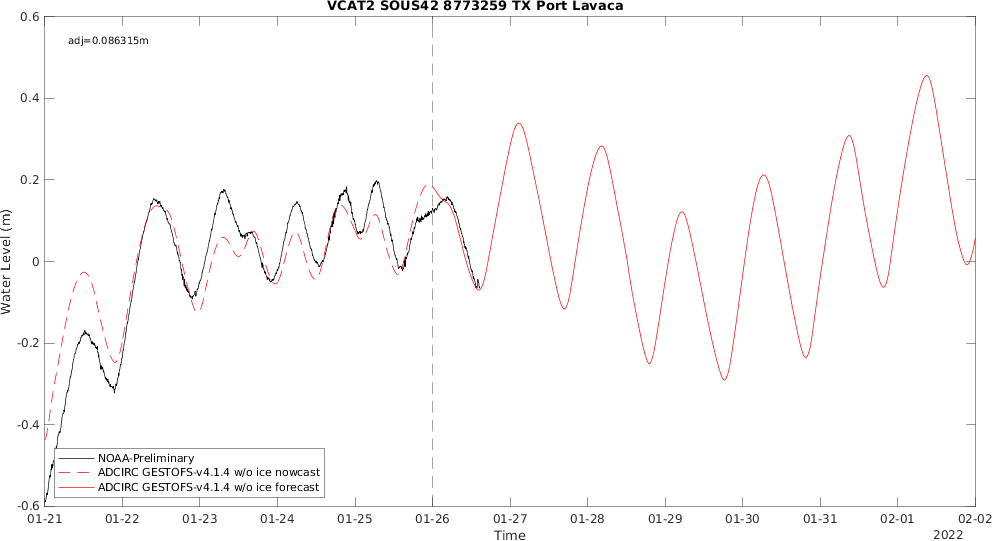 VCAT2 SOUS42 8773259 TX Port Lavaca
adj=0.086315m
0.6
0.4
0.2
0
-0.2
-0.4
-0.6
Water Level (m)
NOAA-Preliminary
ADCIRC GESTOFS-v4.1.4 w/o ice nowcast
ADCIRC GESTOFS-v4.1.4 w/o ice forecast
01-21 01-22 01-23 01-24 01-25 01-26 01-27 01-28 01-29 01-30 01-31 02-01 02-02
Time
2022